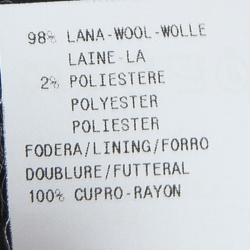 98% LANA-WOOL-WOLLE
LAINE-LA
2% POLIESTERE
POLYESTER
POLIESTER
FODERA/LINING/FORRO
DOUBLURE/FUTTERAL
100% CUPRO-RAYON